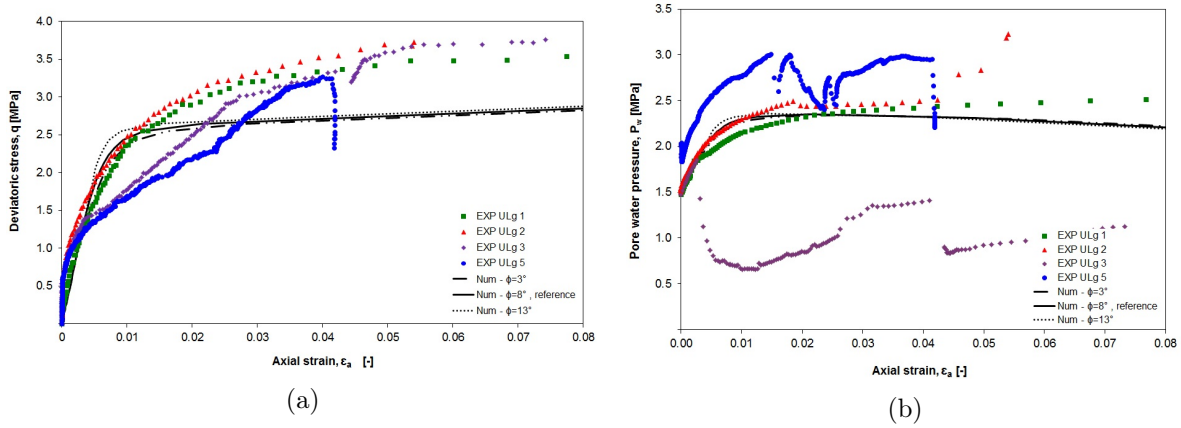 4.0
3.5
3.0
2.5
2.0
1.5
1.0
0.5
Deviatoric stress, q [MPa]
EXP ULg 1
EXP ULg 2
EXP ULg 3
EXP ULg 5
Num - ϕ=3°
Num - ϕ=8° , reference
Num - ϕ=13°
0 0.01 0.02 0.03 0.04 0.05 0.06 0.07 0.08
Axial strain, εa [-]
(a)
3.5
3.0
2.5
2.0
1.5
1.0
0.5
Pore water pressure, Pw [MPa]
EXP ULg 1
EXP ULg 2
EXP ULg 3
EXP ULg 5
Num - ϕ=3°
Num - ϕ=8° , reference
Num - ϕ=13°
0.00 0.01 0.02 0.03 0.04 0.05 0.06 0.07 0.08
Axial strain, εa [-]
(b)